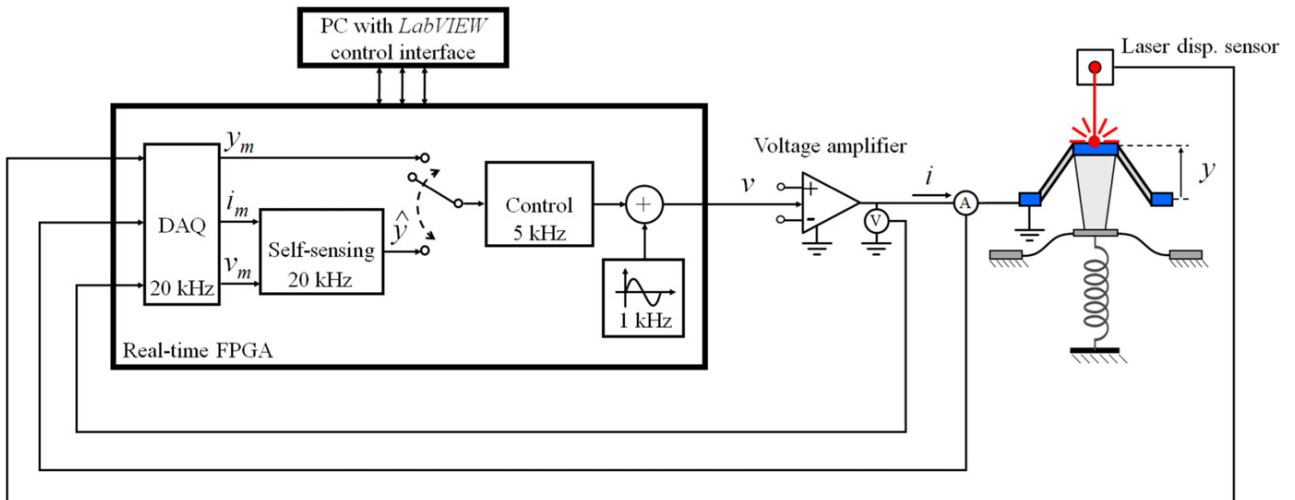 PC with LabVIEW
control interface
Laser disp. sensor
y_m
i_m
v_m
DAQ
20 kHz
Self-sensing
20 kHz
ŷ
Control
5 kHz
+
1 kHz
Real-time FPGA
Voltage amplifier
v
+
-
V
i
A
y